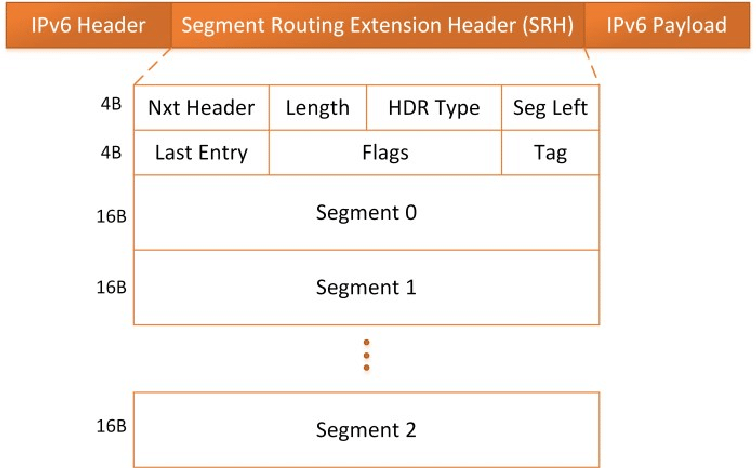 IPv6 Header Segment Routing Extension Header (SRH) IPv6 Payload
4B Nxt Header Length HDR Type Seg Left
4B Last Entry Flags Tag
16B Segment 0
16B Segment 1
16B Segment 2